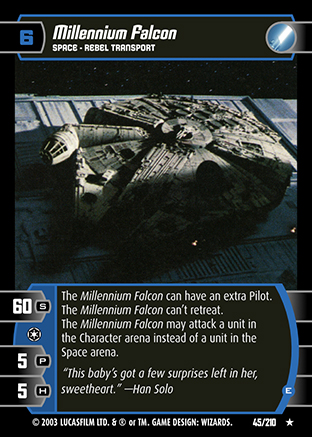 6
Millennium Falcon
SPACE - REBEL TRANSPORT
60 S
The Millennium Falcon can have an extra Pilot.
The Millennium Falcon can't retreat.
The Millennium Falcon may attack a unit in
the Character arena instead of a unit in the
Space arena.
5 P
5 H
"This baby's got a few surprises left in her,
sweetheart." —Han Solo
E
© 2003 LUCASFILM LTD. & ® or TM. GAME DESIGN: WIZARDS.
45/210